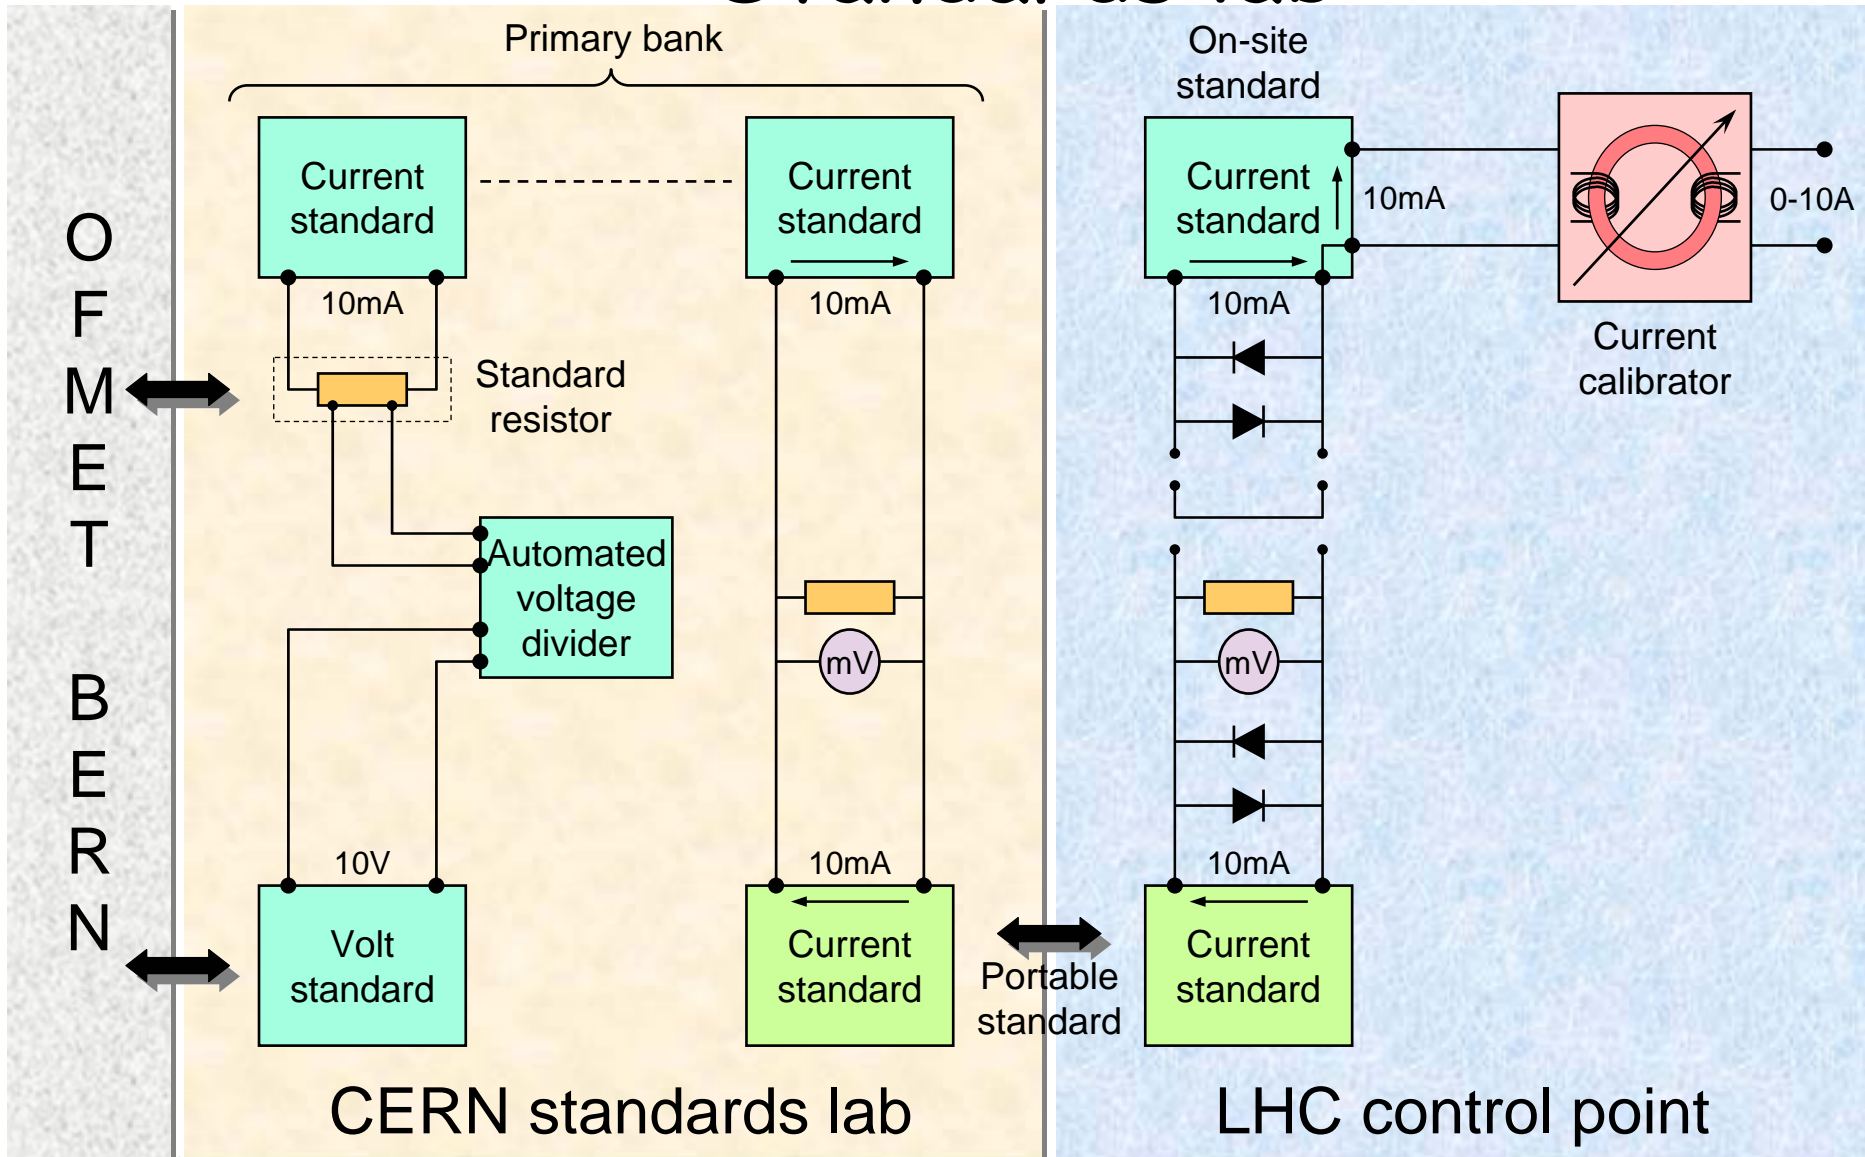 Primary bank
On-site
standard
Current
standard
Current
standard
Current
standard
10mA
0-10A
10mA
10mA
10mA
Current
calibrator
Standard
resistor
OFMET BERN
Automated
voltage
divider
mV
mV
10V
10mA
10mA
Volt
standard
Current
standard
Portable
standard
Current
standard
CERN standards lab
LHC control point